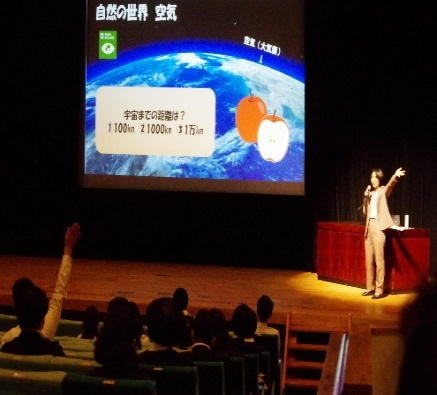 自然の世界 空気
空気（大気圏）
宇宙までの距離は？
１100㎞ ２1000㎞ ３1万㎞